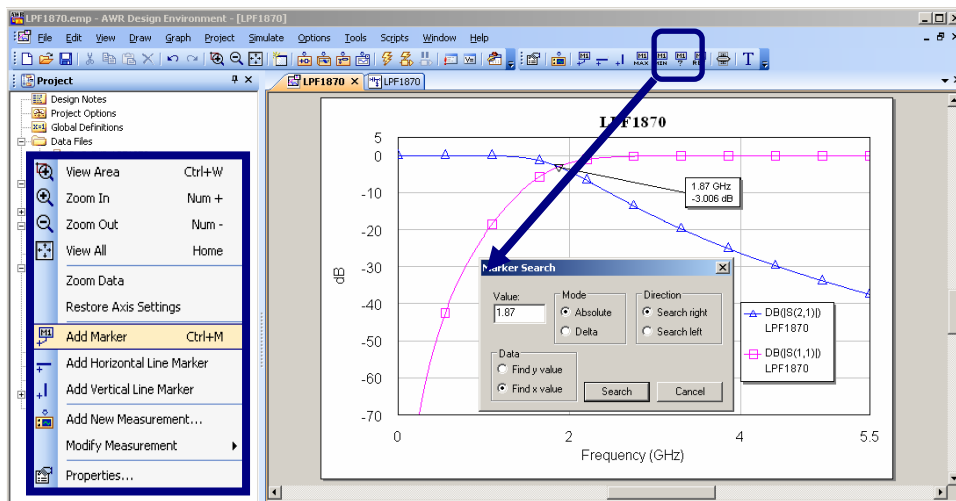 LPF1870.emp - AWR Design Environment - [LPF1870]
File Edit View Draw Graph Project Simulate Options Tools Scripts Window Help
Project
LPF1870
LPF1870
Design Notes
Project Options
Global Definitions
Data Files
View Area Ctrl+W
Zoom In Num +
Zoom Out Num -
View All Home
Zoom Data
Restore Axis Settings
Add Marker Ctrl+M
Add Horizontal Line Marker
Add Vertical Line Marker
Add New Measurement...
Modify Measurement
Properties...
LPF1870
5
0
-10
-20
-30
-40
-50
-60
-70
dB
0
2
4
5.5
Frequency (GHz)
1.87 GHz
-3.006 dB
Marker Search
Value:
1.87
Mode
Absolute
Delta
Direction
Search right
Search left
Data
Find y value
Find x value
Search
Cancel
DB(|S(2,1)|)
LPF1870
DB(|S(1,1)|)
LPF1870